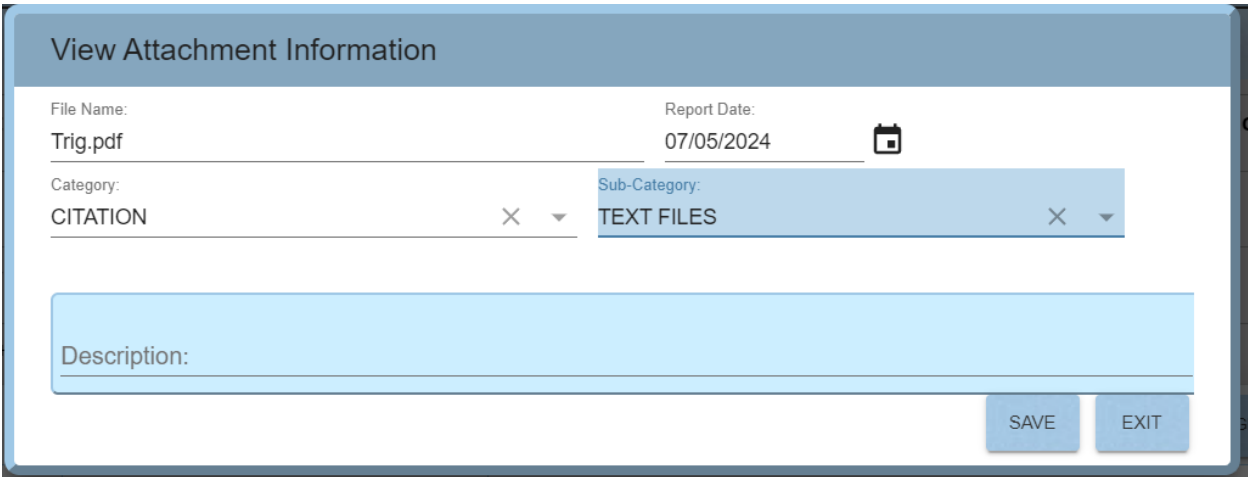 View Attachment Information
File Name: Report Date:
Trig.pdf 07/05/2024
Category: Sub-Category:
CITATION TEXT FILES
Description:
SAVE EXIT